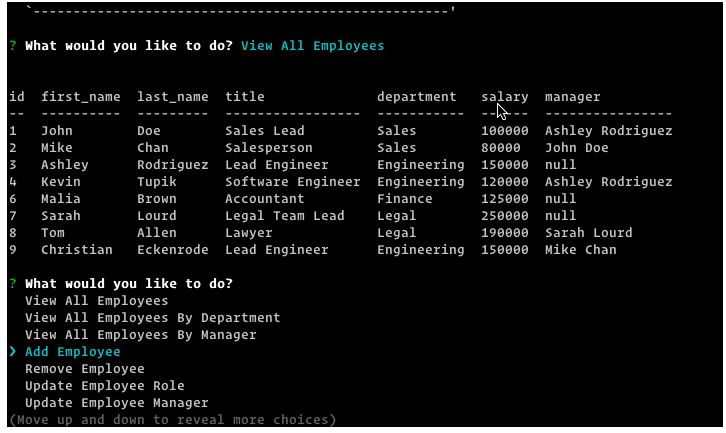 `----------------------------------------------------'
? What would you like to do? View All Employees
id  first_name  last_name  title              department   salary  manager
--  ----------  ---------  -----------------  -----------  ------  ----------------
1   John        Doe        Sales Lead         Sales        100000  Ashley Rodriguez
2   Mike        Chan       Salesperson        Sales        80000   John Doe
3   Ashley      Rodriguez  Lead Engineer      Engineering  150000  null
4   Kevin       Tupik      Software Engineer  Engineering  120000  Ashley Rodriguez
6   Malia       Brown      Accountant         Finance      125000  null
7   Sarah       Lourd      Legal Team Lead    Legal        250000  null
8   Tom         Allen      Lawyer             Legal        190000  Sarah Lourd
9   Christian   Eckenrode  Lead Engineer      Engineering  150000  Mike Chan
? What would you like to do?
View All Employees
View All Employees By Department
View All Employees By Manager
❯ Add Employee
Remove Employee
Update Employee Role
Update Employee Manager
(Move up and down to reveal more choices)